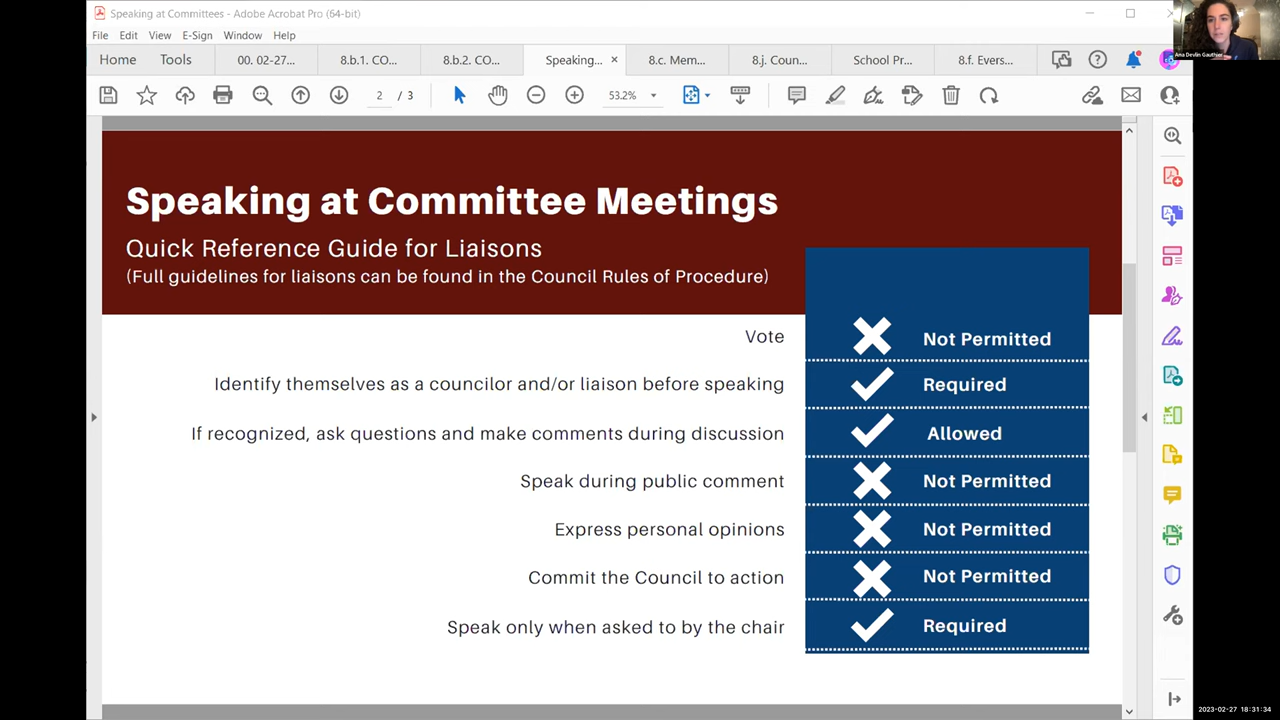 Speaking at Committees - Adobe Acrobat Pro (64-bit)
File Edit View E-Sign Window Help
Home Tools 00. 02-27... 8.b.1. CO... 8.b.2. CO... Speaking... × 8.c. Mem... 8.j. Coun... School Pr... 8.f. Evers...
2 / 3 53.2%
Ana Devlin Gauthier
Speaking at Committee Meetings
Quick Reference Guide for Liaisons
(Full guidelines for liaisons can be found in the Council Rules of Procedure)
Vote Not Permitted
Identify themselves as a councilor and/or liaison before speaking Required
If recognized, ask questions and make comments during discussion Allowed
Speak during public comment Not Permitted
Express personal opinions Not Permitted
Commit the Council to action Not Permitted
Speak only when asked to by the chair Required
2023-02-27 18:31:34